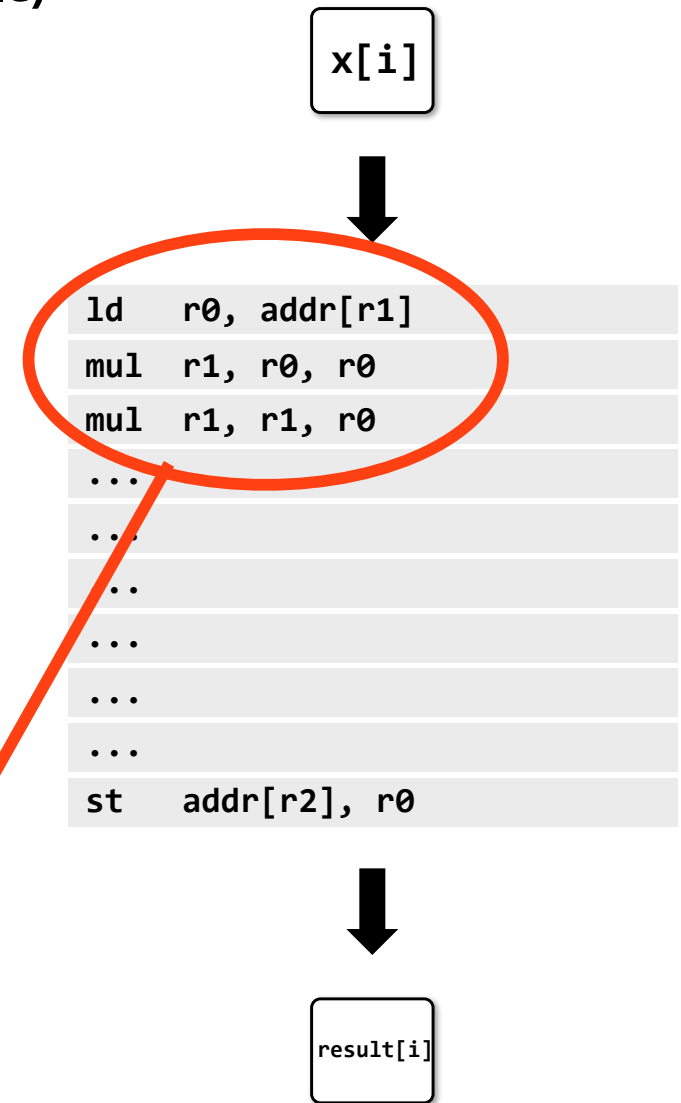 x[i]
ld r0, addr[r1]
mul r1, r0, r0
mul r1, r1, r0
...
...
...
...
...
...
st addr[r2], r0
result[i]